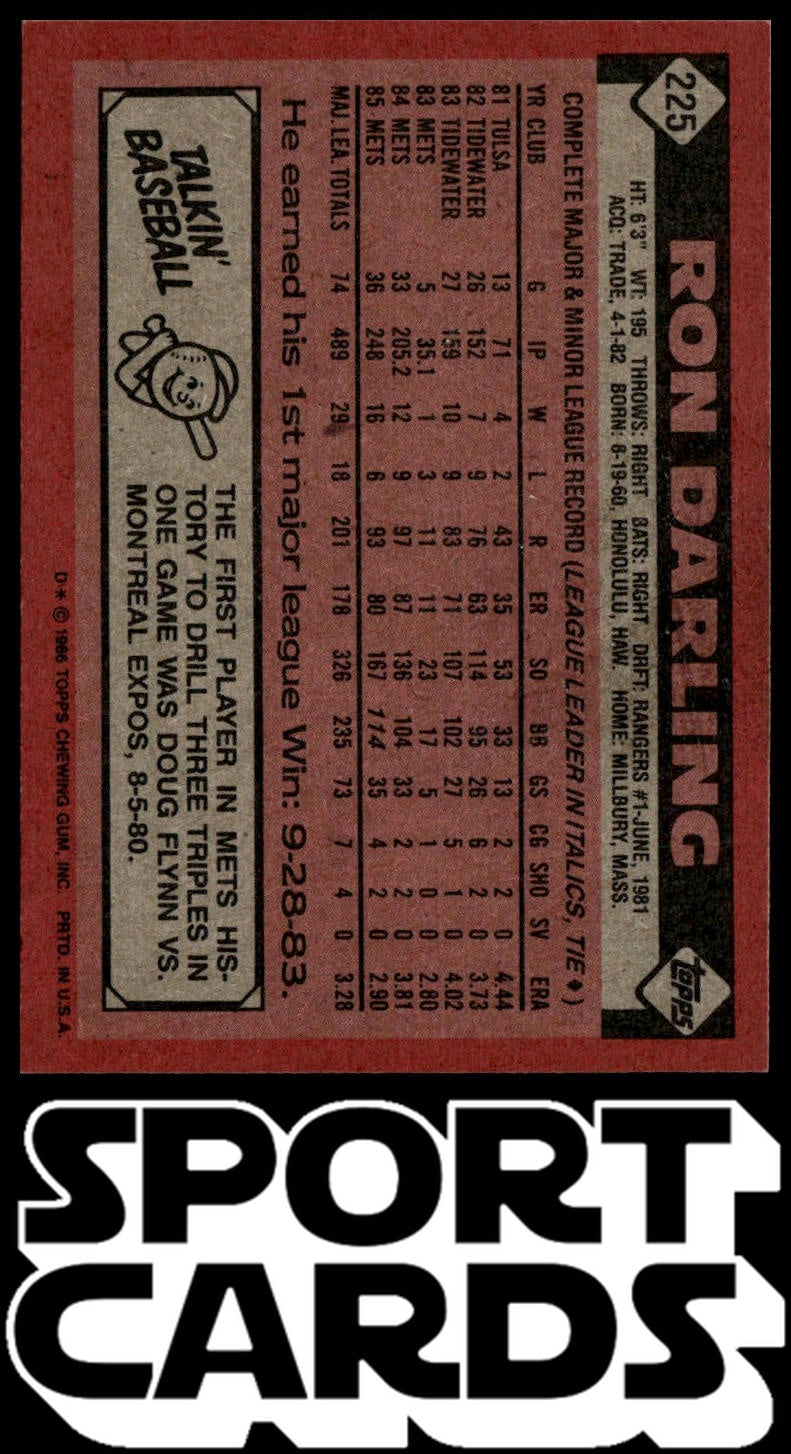 225
RON DARLING
topps
HT: 6'3" WT: 195 THROWS: RIGHT BATS: RIGHT DRFT: RANGERS #1-JUNE, 1981
ACQ: TRADE, 4-1-82 BORN: 8-19-60, HONOLULU, HAW. HOME: MILLBURY, MASS.
COMPLETE MAJOR & MINOR LEAGUE RECORD (LEAGUE LEADER IN ITALICS, TIE ♦)
YR CLUB G IP W L R ER SO BB GS CG SHO SV ERA
81 TULSA 13 71 4 2 43 35 53 33 13 2 2 0 4.44
82 TIDEWATER 26 152 7 9 76 63 114 95 26 6 2 0 3.73
83 TIDEWATER 27 159 10 9 83 71 107 102 27 5 1 0 4.02
83 METS 5 35.1 1 3 11 11 23 17 5 1 0 0 2.80
84 METS 33 205.2 12 9 97 87 136 104 33 2 2 0 3.81
85 METS 36 248 16 6 93 80 167 114 35 4 2 0 2.90
MAJ. LEA. TOTALS 74 489 29 18 201 178 326 235 73 7 4 0 3.28
He earned his 1st major league Win: 9-28-83.
TALKIN'
BASEBALL
THE FIRST PLAYER IN METS HIS-
TORY TO DRILL THREE TRIPLES IN
ONE GAME WAS DOUG FLYNN VS.
MONTREAL EXPOS, 8-5-80.
D* © 1986 TOPPS CHEWING GUM, INC. PRTD. IN U.S.A.
SPORT
CARDS